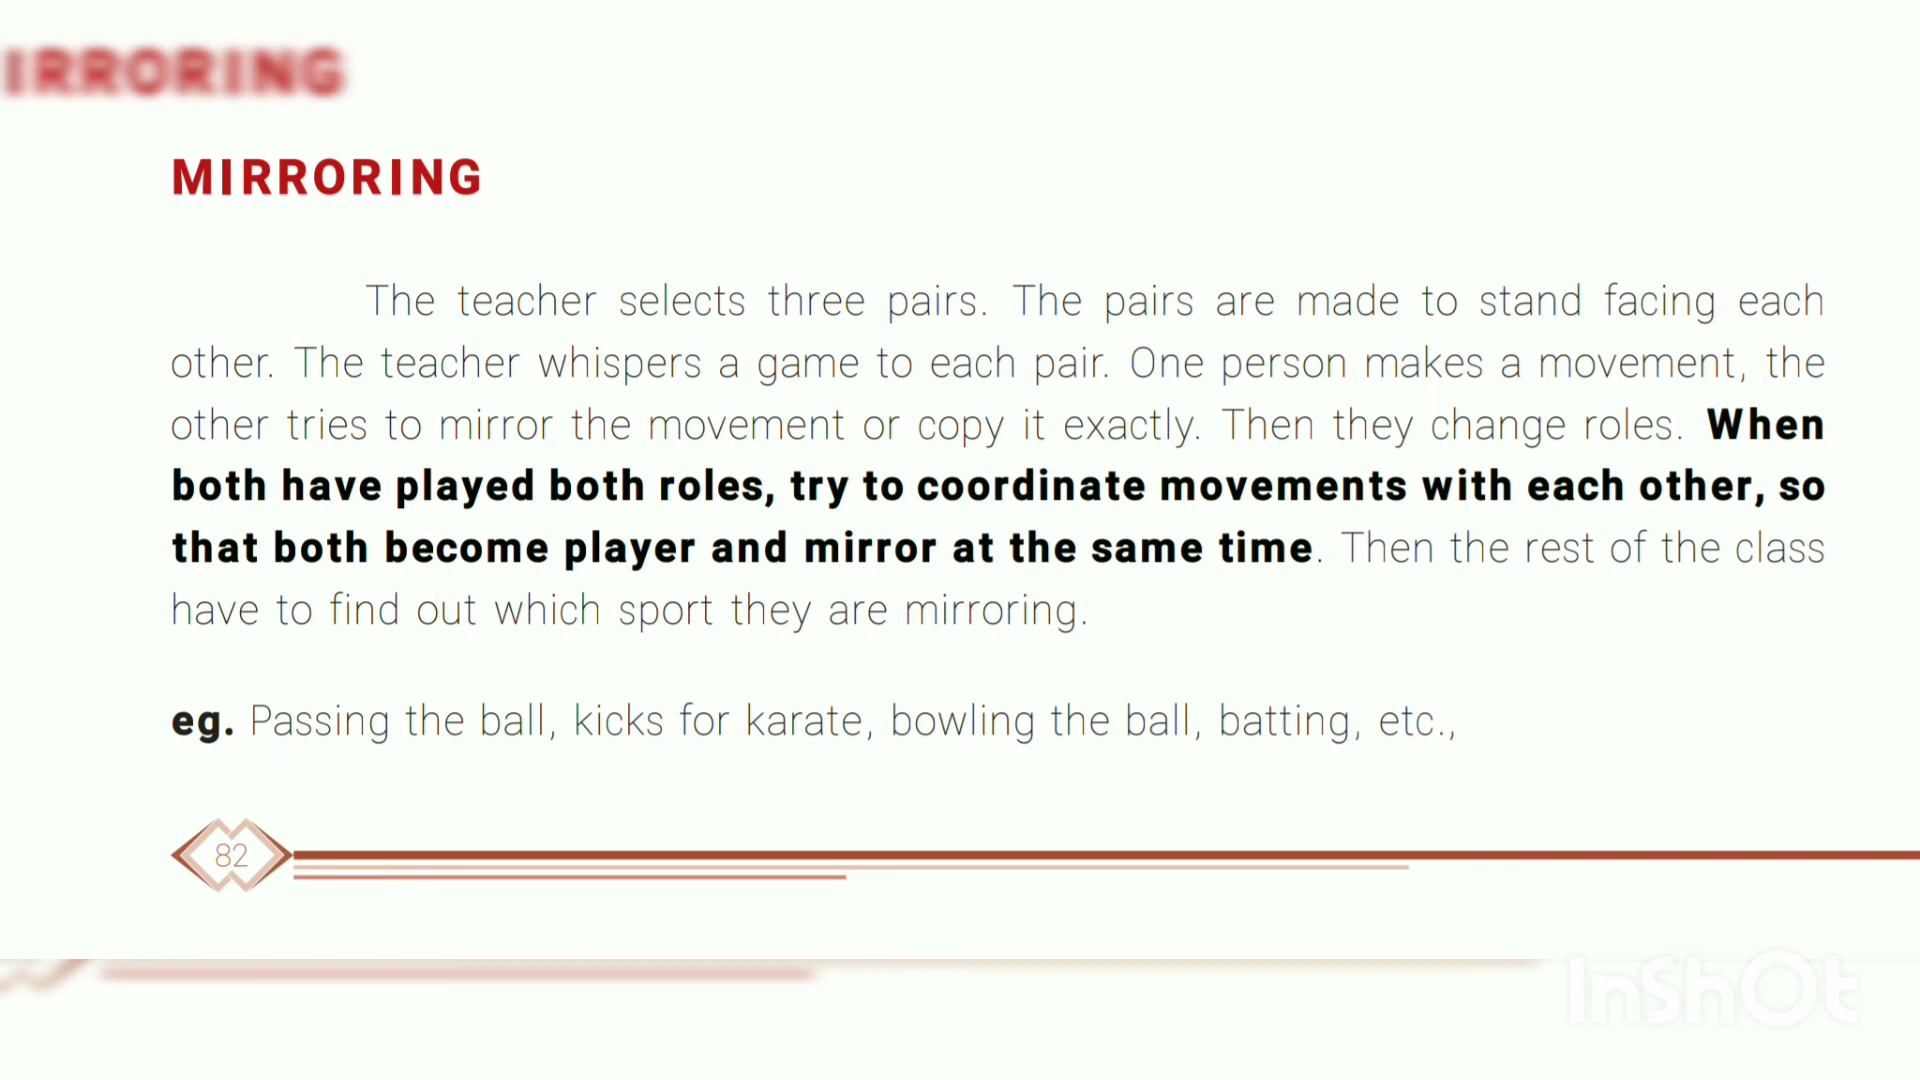 IRRORING
MIRRORING
The teacher selects three pairs. The pairs are made to stand facing each
other. The teacher whispers a game to each pair. One person makes a movement, the
other tries to mirror the movement or copy it exactly. Then they change roles. When
both have played both roles, try to coordinate movements with each other, so
that both become player and mirror at the same time. Then the rest of the class
have to find out which sport they are mirroring.
eg. Passing the ball, kicks for karate, bowling the ball, batting, etc.,
82
InShOt